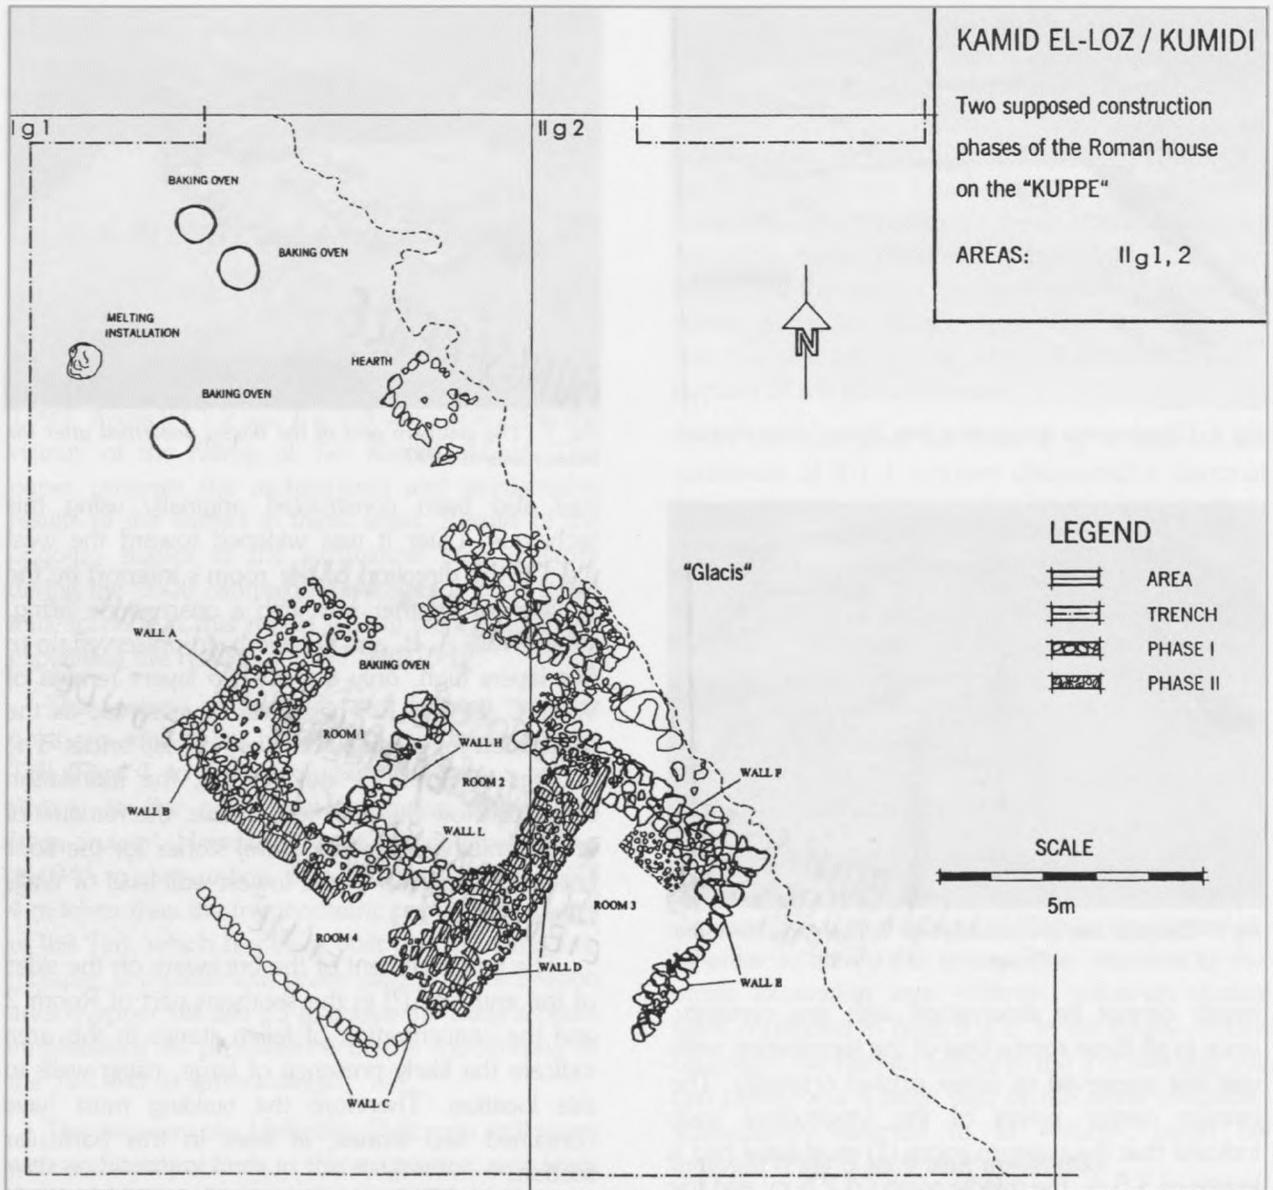 KAMID EL-LOZ / KUMIDI
Two supposed construction
phases of the Roman house
on the "KUPPE"
AREAS: II g 1, 2
I g 1
II g 2
BAKING OVEN
BAKING OVEN
MELTING
INSTALLATION
HEARTH
BAKING OVEN
N
"Glacis"
LEGEND
AREA
TRENCH
PHASE I
PHASE II
WALL A
BAKING OVEN
ROOM 1
WALL H
ROOM 2
WALL F
WALL B
WALL L
SCALE
5m
ROOM 3
ROOM 4
WALL D
WALL E
WALL C